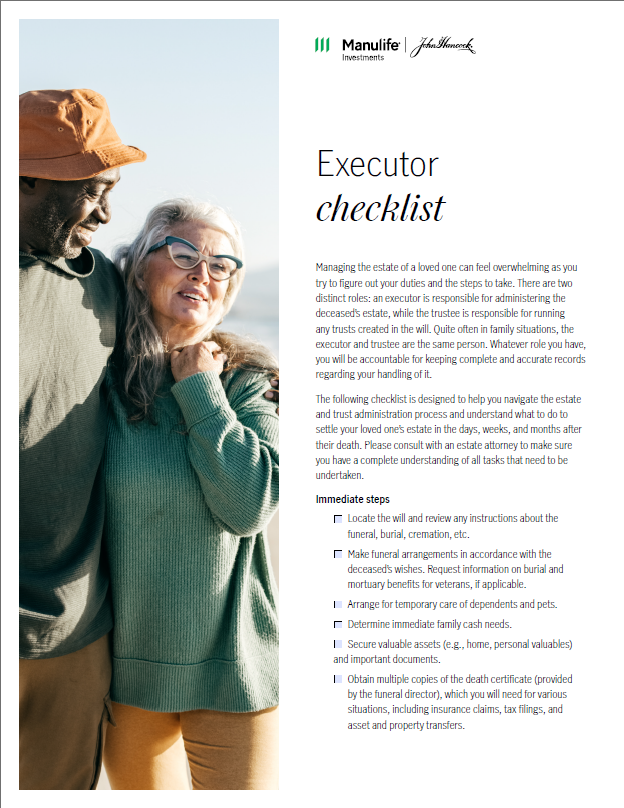 Manulife John Hancock
Investments
Executor
checklist
Managing the estate of a loved one can feel overwhelming as you
try to figure out your duties and the steps to take. There are two
distinct roles: an executor is responsible for administering the
deceased's estate, while the trustee is responsible for running
any trusts created in the will. Quite often in family situations, the
executor and trustee are the same person. Whatever role you have,
you will be accountable for keeping complete and accurate records
regarding your handling of it.
The following checklist is designed to help you navigate the estate
and trust administration process and understand what to do to
settle your loved one's estate in the days, weeks, and months after
their death. Please consult with an estate attorney to make sure
you have a complete understanding of all tasks that need to be
undertaken.
Immediate steps
Locate the will and review any instructions about the
funeral, burial, cremation, etc.
Make funeral arrangements in accordance with the
deceased's wishes. Request information on burial and
mortuary benefits for veterans, if applicable.
Arrange for temporary care of dependents and pets.
Determine immediate family cash needs.
Secure valuable assets (e.g., home, personal valuables)
and important documents.
Obtain multiple copies of the death certificate (provided
by the funeral director), which you will need for various
situations, including insurance claims, tax filings, and
asset and property transfers.